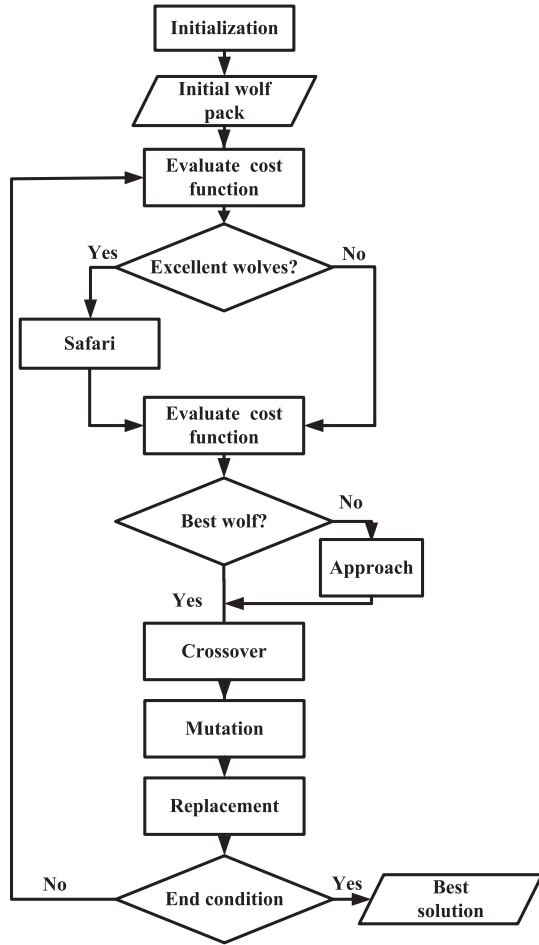 Initialization
Initial wolf
pack
Evaluate cost
function
Yes
No
Excellent wolves?
Safari
Evaluate cost
function
No
Best wolf?
Approach
Yes
Crossover
Mutation
Replacement
No
Yes
End condition
Best
solution